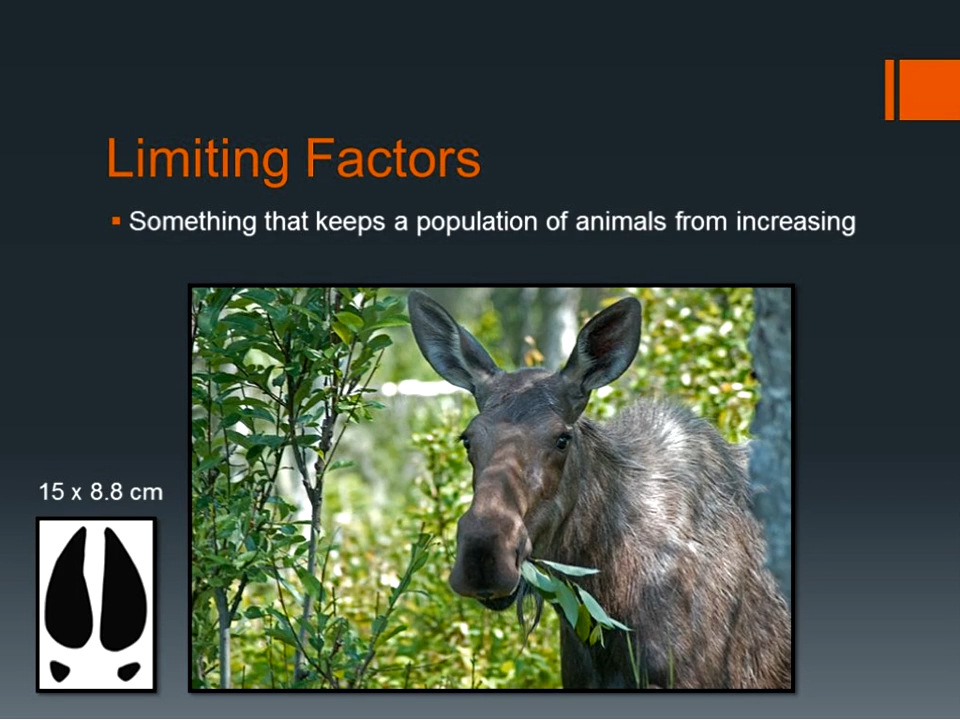 Limiting Factors
Something that keeps a population of animals from increasing
15 x 8.8 cm